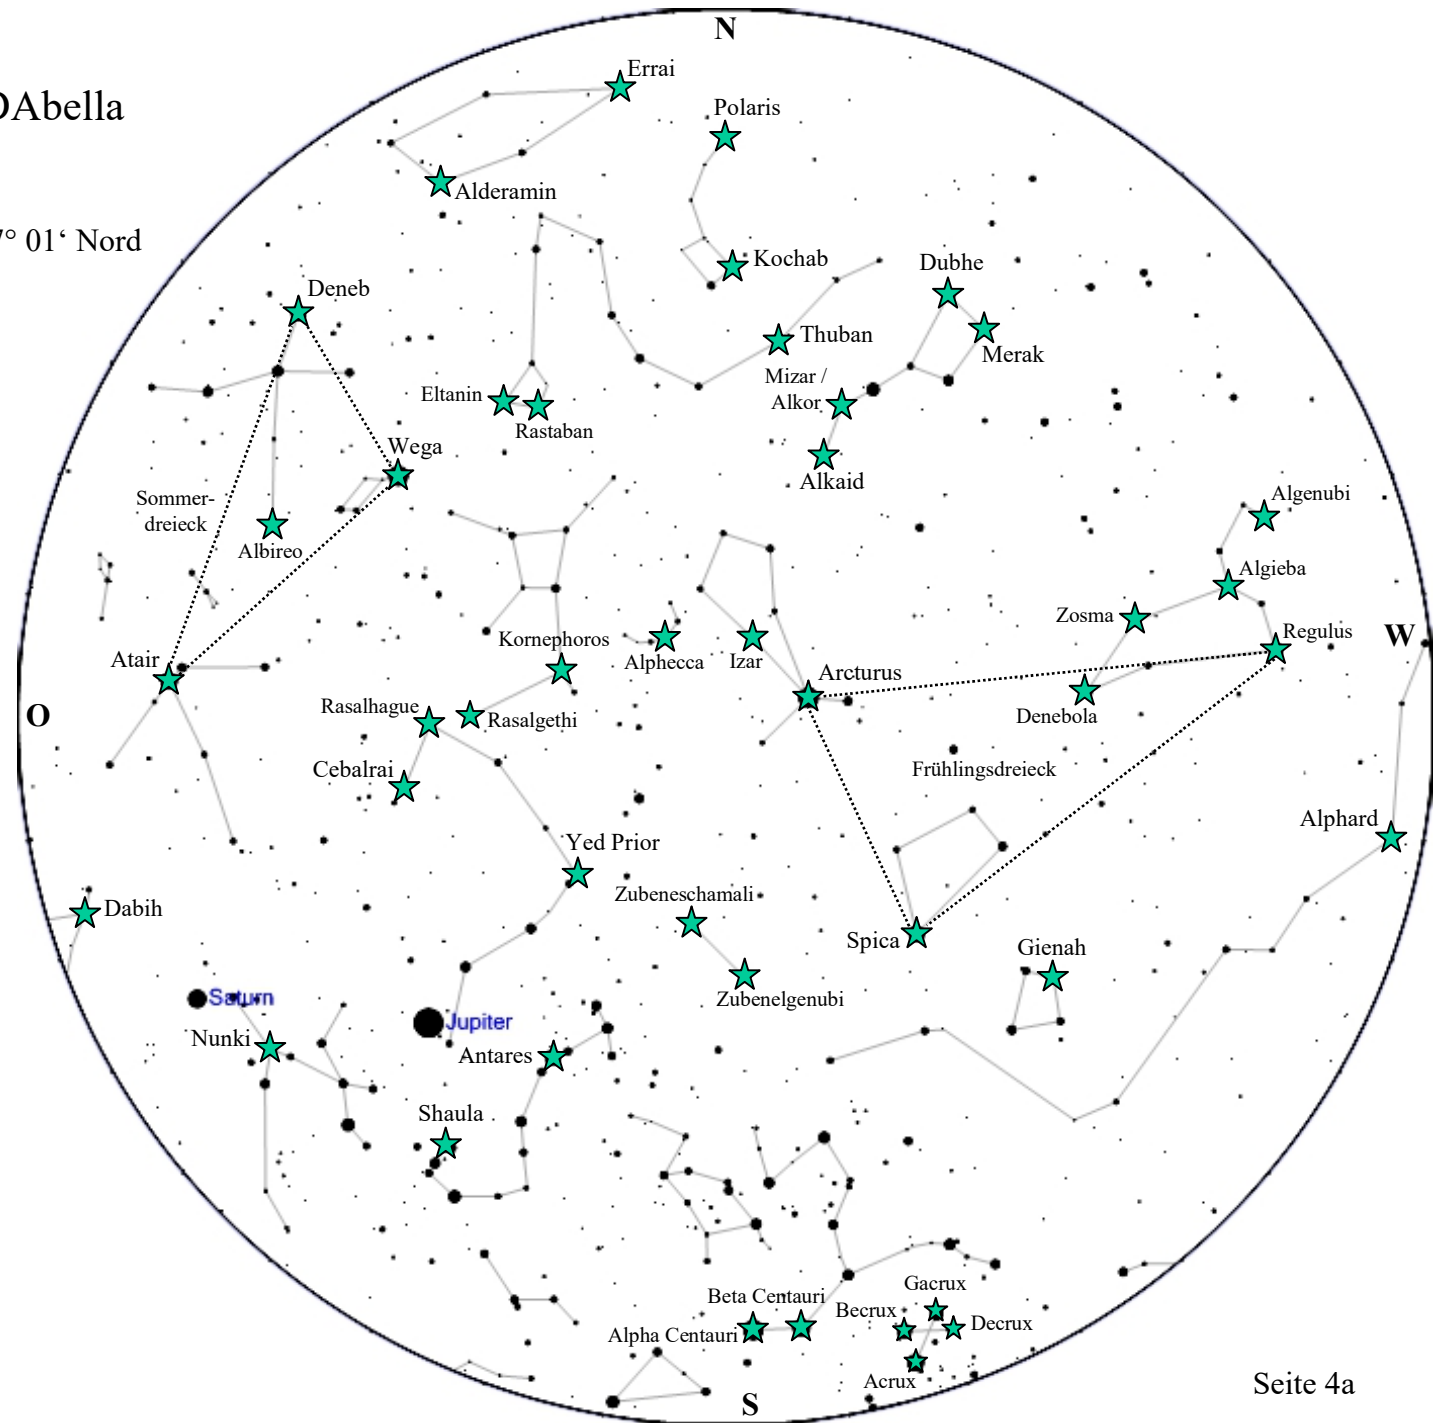 N
Errai
DAbella
Polaris
Alderamin
7° 01‘ Nord
Kochab
Dubhe
Deneb
Thuban
Merak
Mizar /
Alkor
Eltanin
Rastaban
Wega
Alkaid
Sommer-
dreieck
Algenubi
Albireo
Algieba
Zosma
Kornephoros
Regulus
W
Atair
Alphecca
Izar
Arcturus
Rasalhague
O
Rasalgethi
Denebola
Cebalrai
Frühlingsdreieck
Alphard
Yed Prior
Zubeneschamali
Dabih
Spica
Gienah
Saturn
Zubenelgenubi
Jupiter
Nunki
Antares
Shaula
Gacrux
Beta Centauri
Becrux
Decrux
Alpha Centauri
Acrux
Seite 4a
S